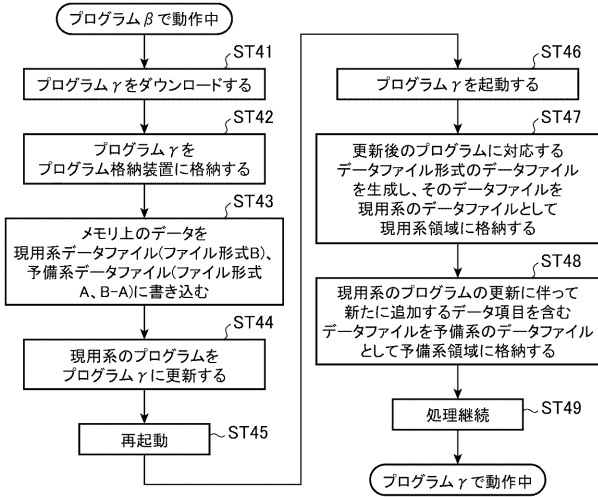 プログラムβで動作中
ST41
プログラムγをダウンロードする
ST42
プログラムγを
プログラム格納装置に格納する
ST43
メモリ上のデータを
現用系データファイル(ファイル形式B)、
予備系データファイル(ファイル形式
A、B-A)に書き込む
ST44
現用系のプログラムを
プログラムγに更新する
再起動
ST45
ST46
プログラムγを起動する
ST47
更新後のプログラムに対応する
データファイル形式のデータファイル
を生成し、そのデータファイルを
現用系のデータファイルとして
現用系領域に格納する
ST48
現用系のプログラムの更新に伴って
新たに追加するデータ項目を含む
データファイルを予備系のデータファイル
として予備系領域に格納する
処理継続
ST49
プログラムγで動作中